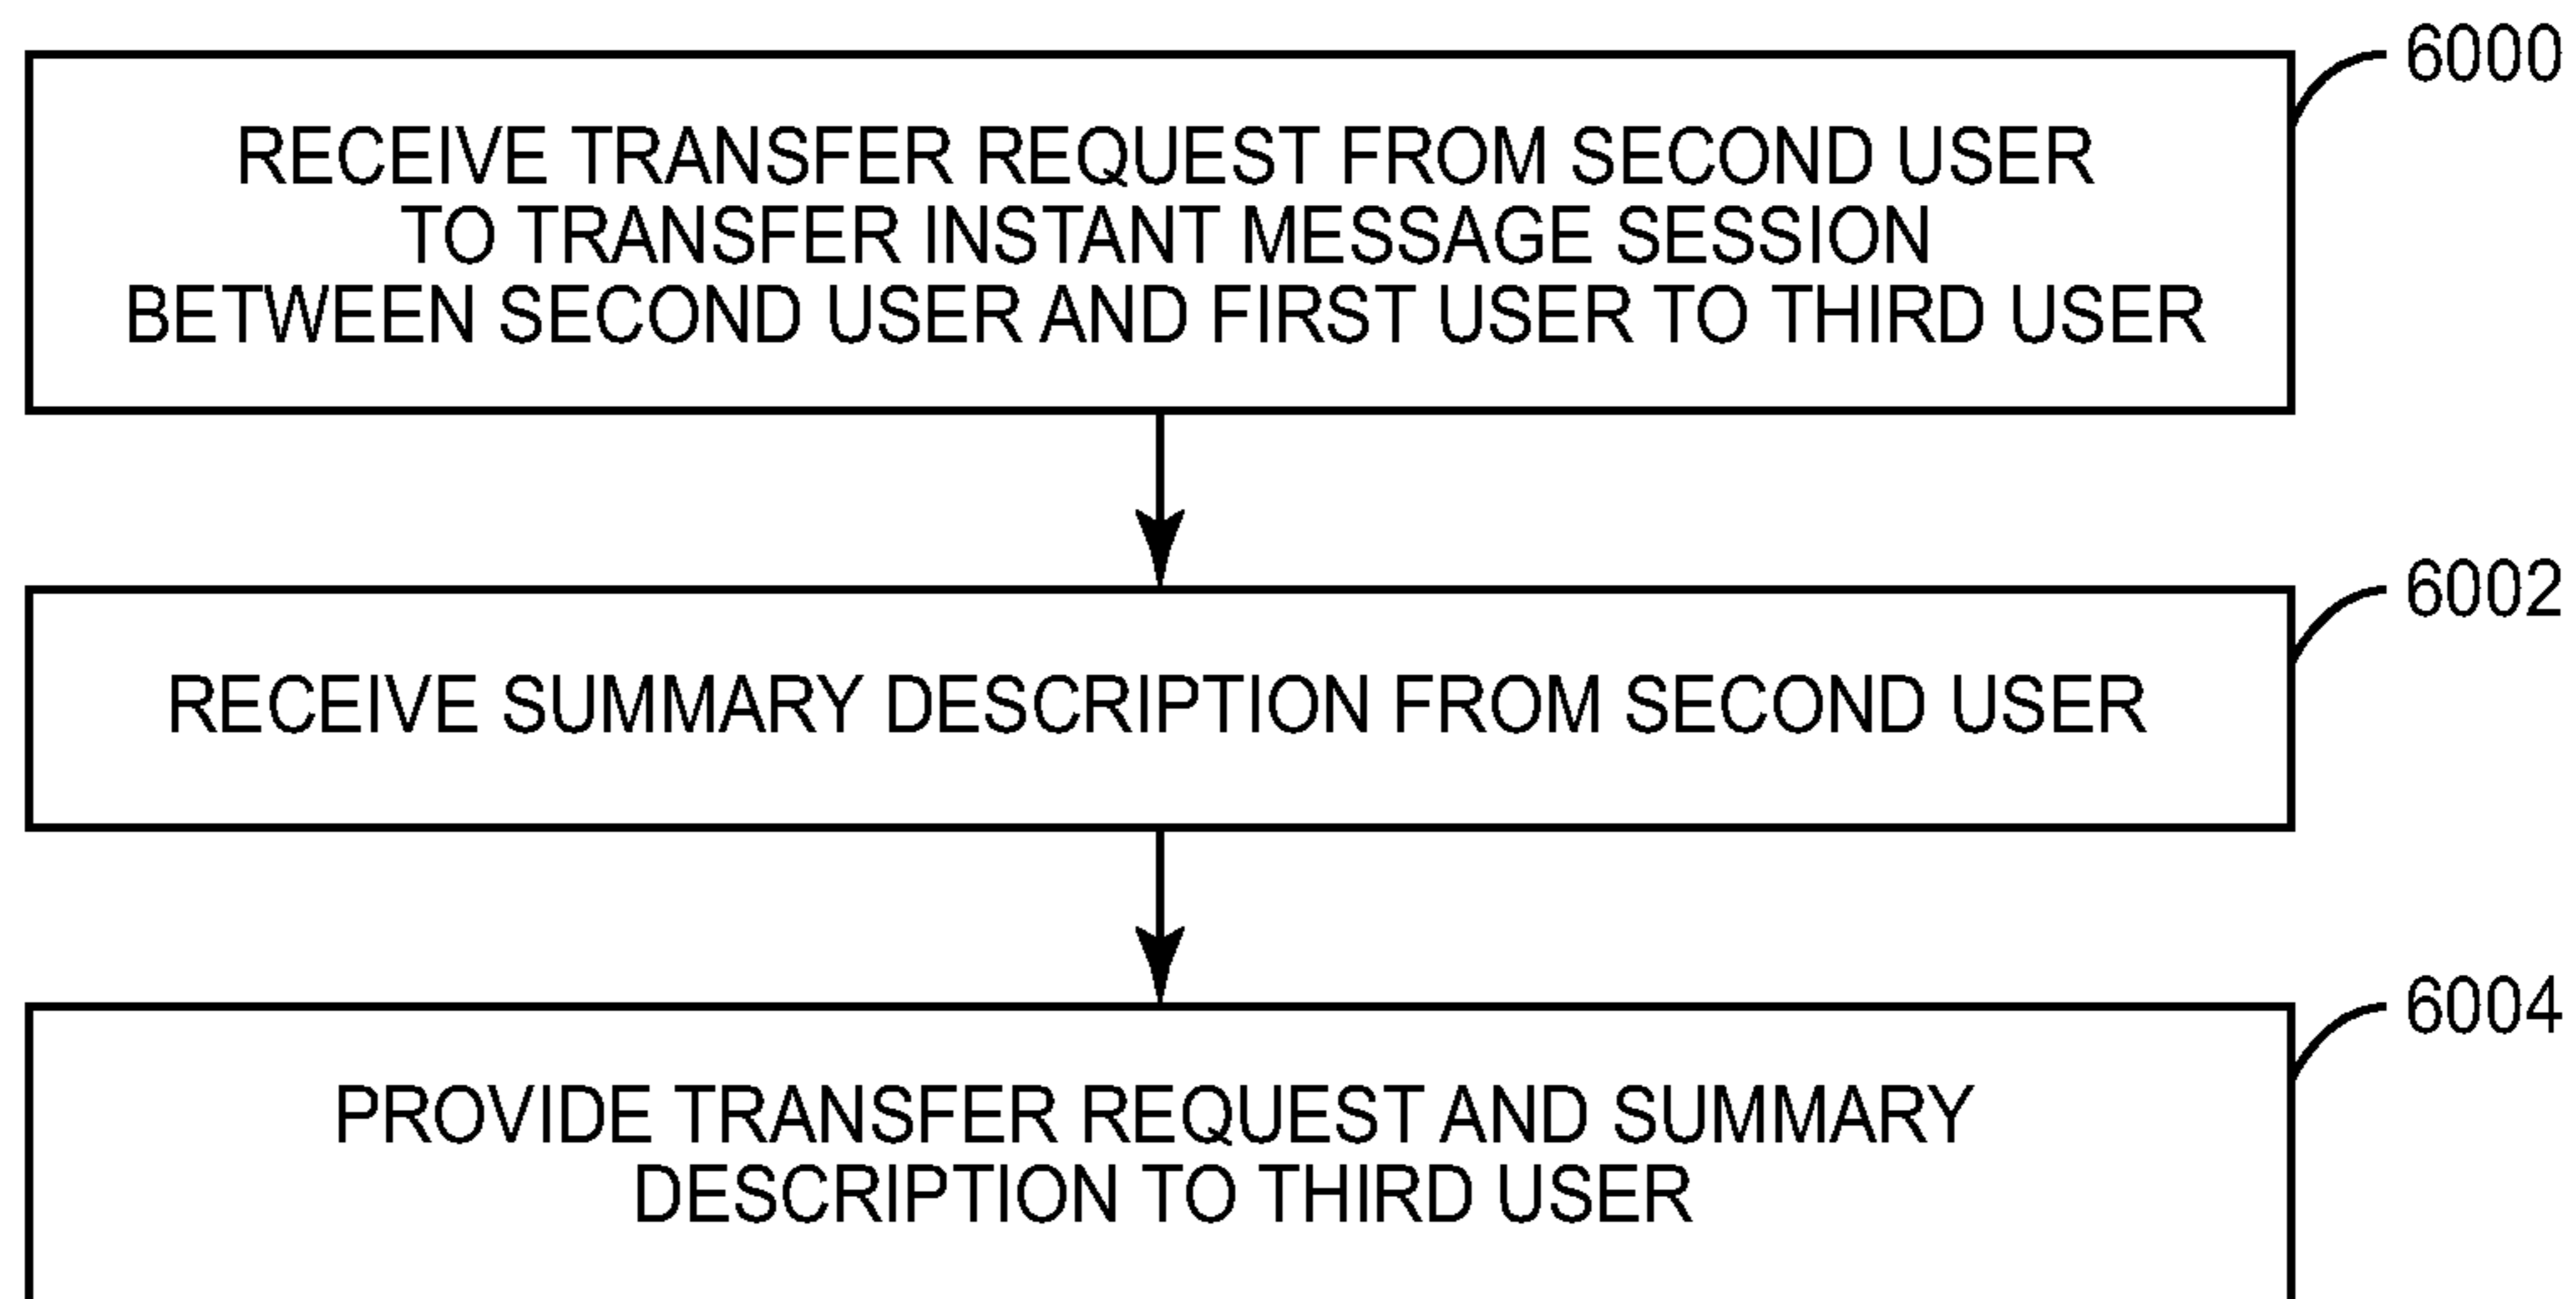 6000
RECEIVE TRANSFER REQUEST FROM SECOND USER
TO TRANSFER INSTANT MESSAGE SESSION
BETWEEN SECOND USER AND FIRST USER TO THIRD USER
6002
RECEIVE SUMMARY DESCRIPTION FROM SECOND USER
6004
PROVIDE TRANSFER REQUEST AND SUMMARY
DESCRIPTION TO THIRD USER